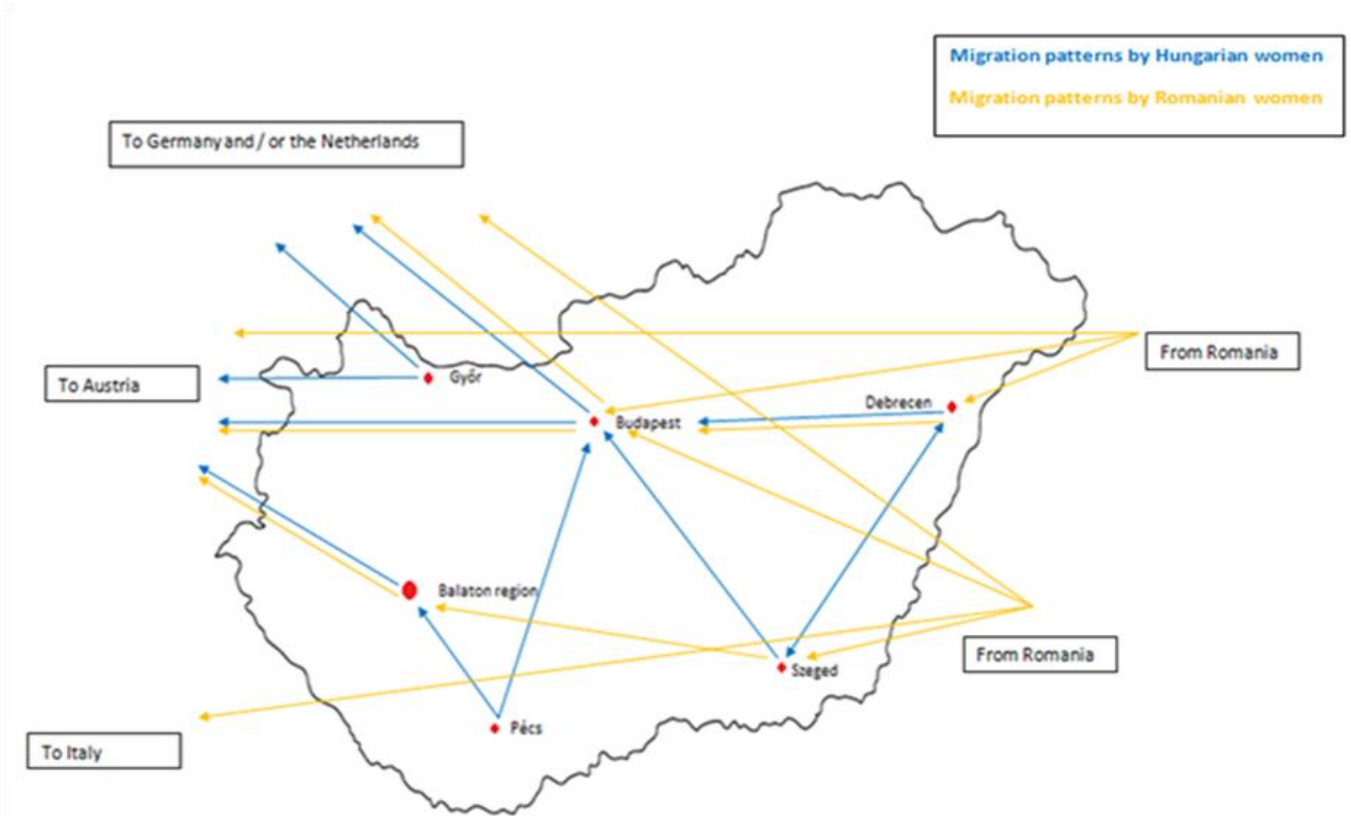 Migration patterns by Hungarian women
Migration patterns by Romanian women
To Germany and / or the Netherlands
From Romania
To Austria
Győr
Debrecen
Budapest
Balaton region
From Romania
Szeged
Pécs
To Italy